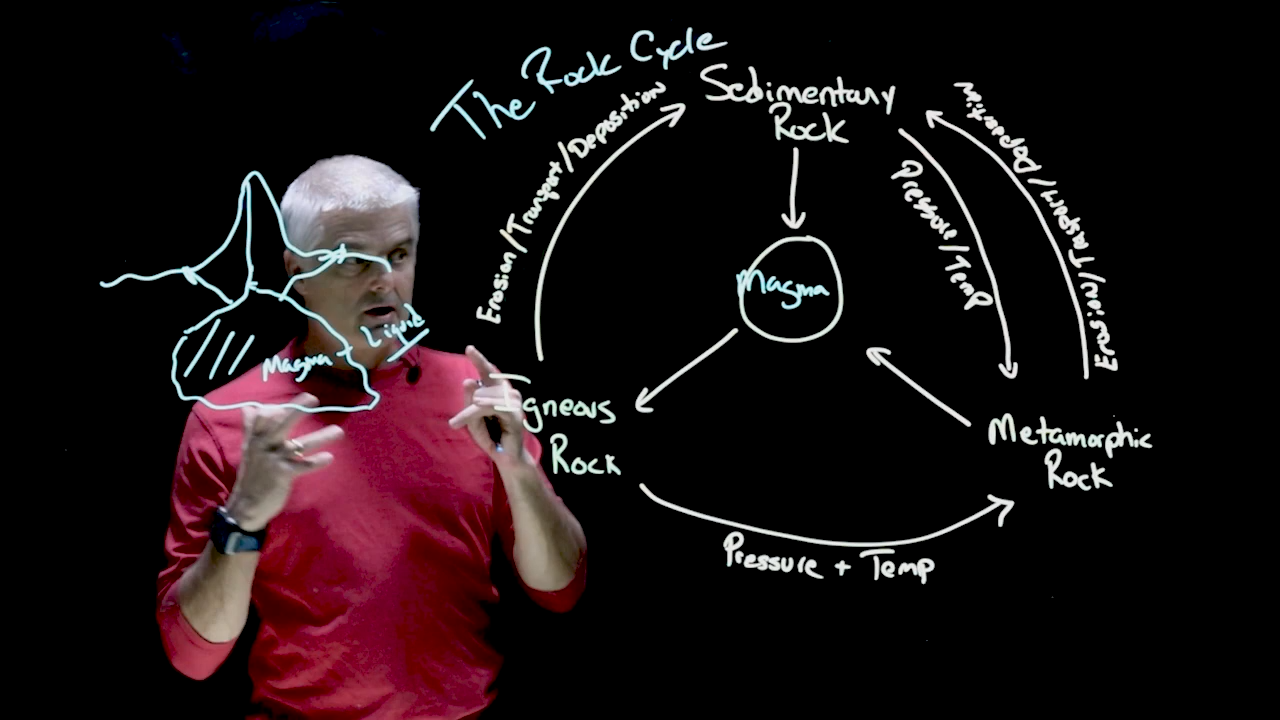 The Rock Cycle
Sedimentary
Rock
Erosion/Transport/Deposition
Pressure/Temp
Erosion/Transport/Deposition
Magma
Magma - Liquid
Igneous
Rock
Metamorphic
Rock
Pressure + Temp